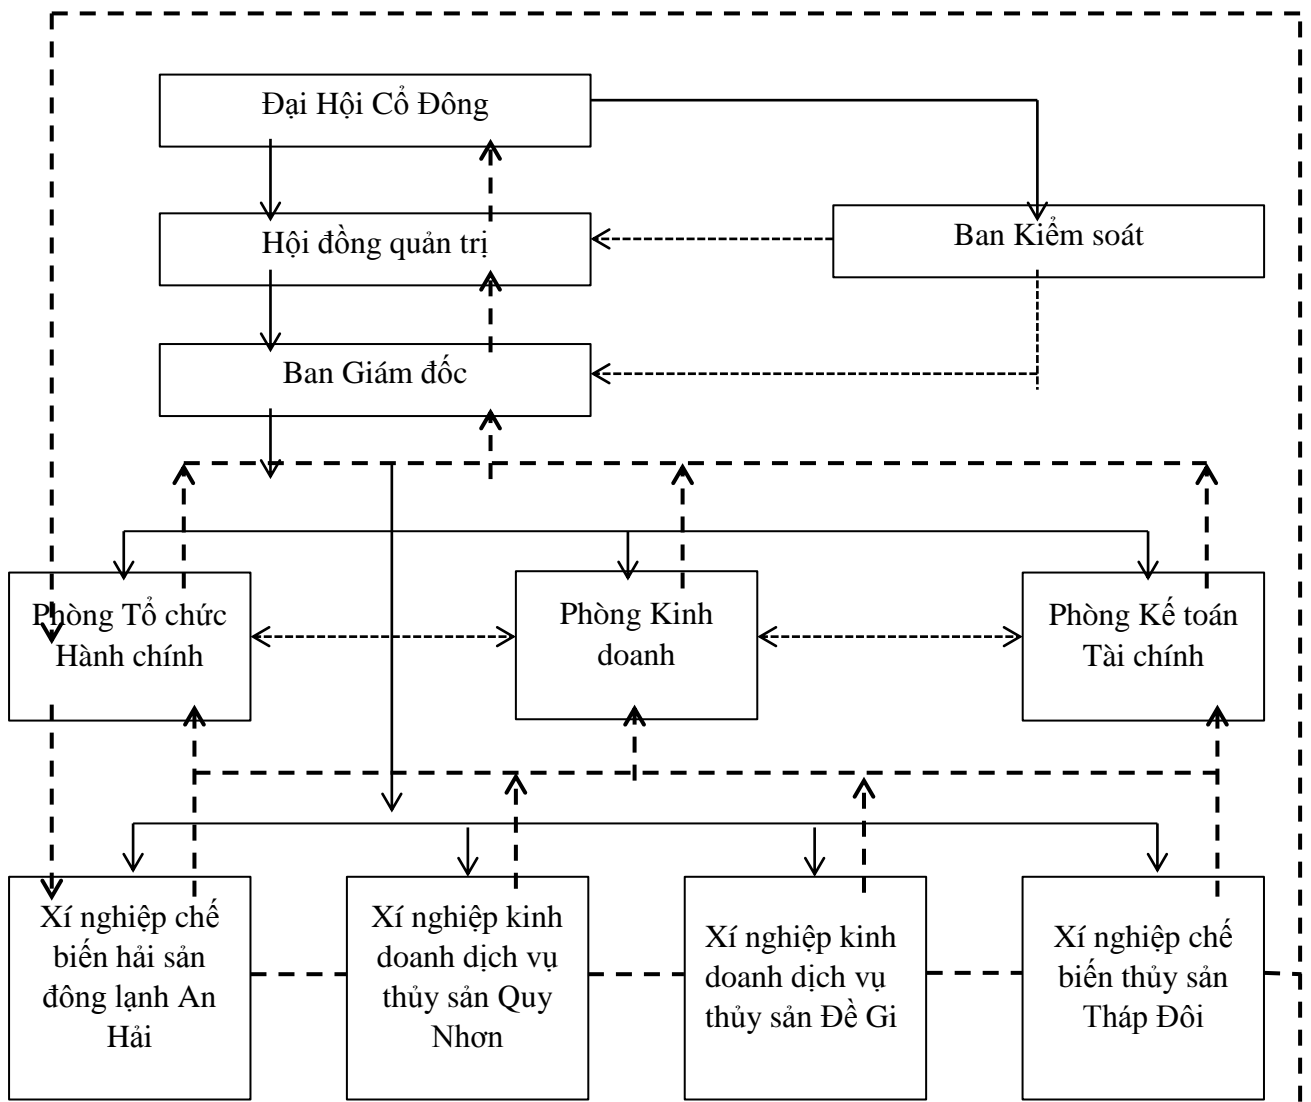 Đại Hội Cổ Đông
Hội đồng quản trị
Ban Kiểm soát
Ban Giám đốc
Phòng Tổ chức
Hành chính
Phòng Kinh
doanh
Phòng Kế toán
Tài chính
Xí nghiệp chế
biến hải sản
đông lạnh An
Hải
Xí nghiệp kinh
doanh dịch vụ
thủy sản Quy
Nhơn
Xí nghiệp kinh
doanh dịch vụ
thủy sản Đề Gi
Xí nghiệp chế
biến thủy sản
Tháp Đôi